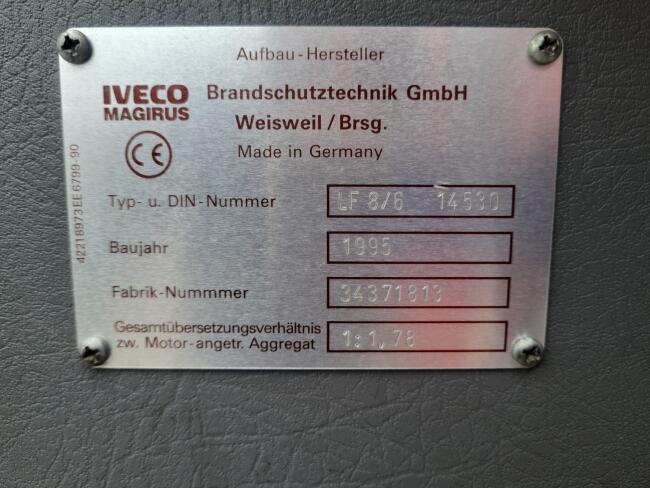 Aufbau-Hersteller
IVECO MAGIRUS Brandschutztechnik GmbH
Weisweil / Brsg.
CE Made in Germany
Typ- u. DIN-Nummer LF 8/6 14530
Baujahr 1995
Fabrik-Nummmer 34371813
Gesamtübersetzungsverhältnis
zw. Motor-angetr. Aggregat 1:1,78
42218973EE6799-90